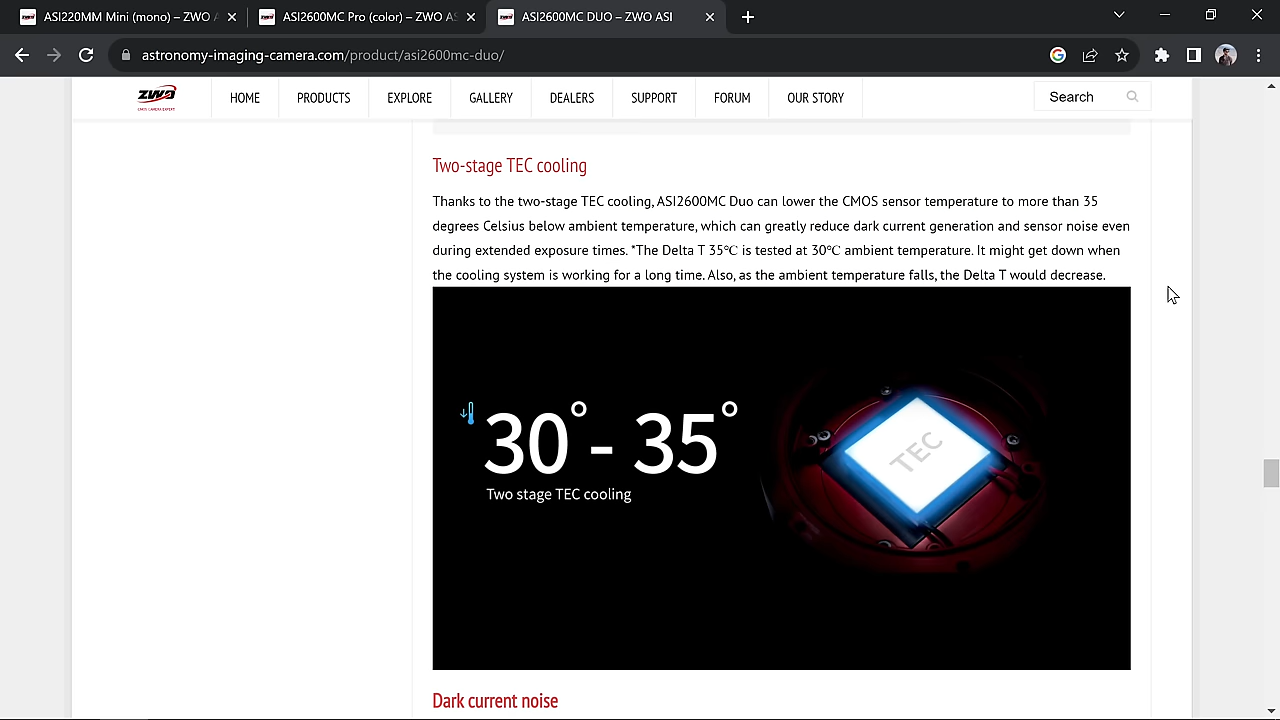 ASI220MM Mini (mono) – ZWO A
ASI2600MC Pro (color) – ZWO AS
ASI2600MC DUO – ZWO ASI
astronomy-imaging-camera.com/product/asi2600mc-duo/
ZWO
HOME
PRODUCTS
EXPLORE
GALLERY
DEALERS
SUPPORT
FORUM
OUR STORY
Search
Two-stage TEC cooling
Thanks to the two-stage TEC cooling, ASI2600MC Duo can lower the CMOS sensor temperature to more than 35
degrees Celsius below ambient temperature, which can greatly reduce dark current generation and sensor noise even
during extended exposure times. *The Delta T 35℃ is tested at 30℃ ambient temperature. It might get down when
the cooling system is working for a long time. Also, as the ambient temperature falls, the Delta T would decrease.
30° - 35°
Two stage TEC cooling
TEC
Dark current noise